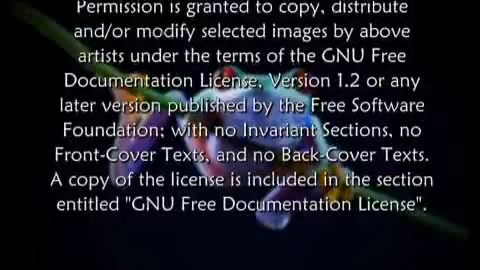 Permission is granted to copy, distribute
and/or modify selected images by above
artists under the terms of the GNU Free
Documentation License, Version 1.2 or any
later version published by the Free Software
Foundation; with no Invariant Sections, no
Front-Cover Texts, and no Back-Cover Texts.
A copy of the license is included in the section
entitled "GNU Free Documentation License".